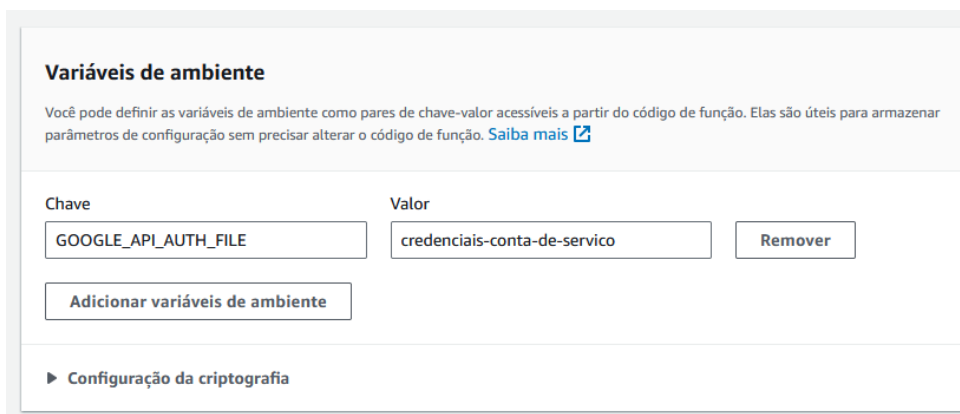 Variáveis de ambiente
Você pode definir as variáveis de ambiente como pares de chave-valor acessíveis a partir do código de função. Elas são úteis para armazenar
parâmetros de configuração sem precisar alterar o código de função. Saiba mais
Chave Valor
GOOGLE_API_AUTH_FILE credenciais-conta-de-servico Remover
Adicionar variáveis de ambiente
Configuração da criptografia